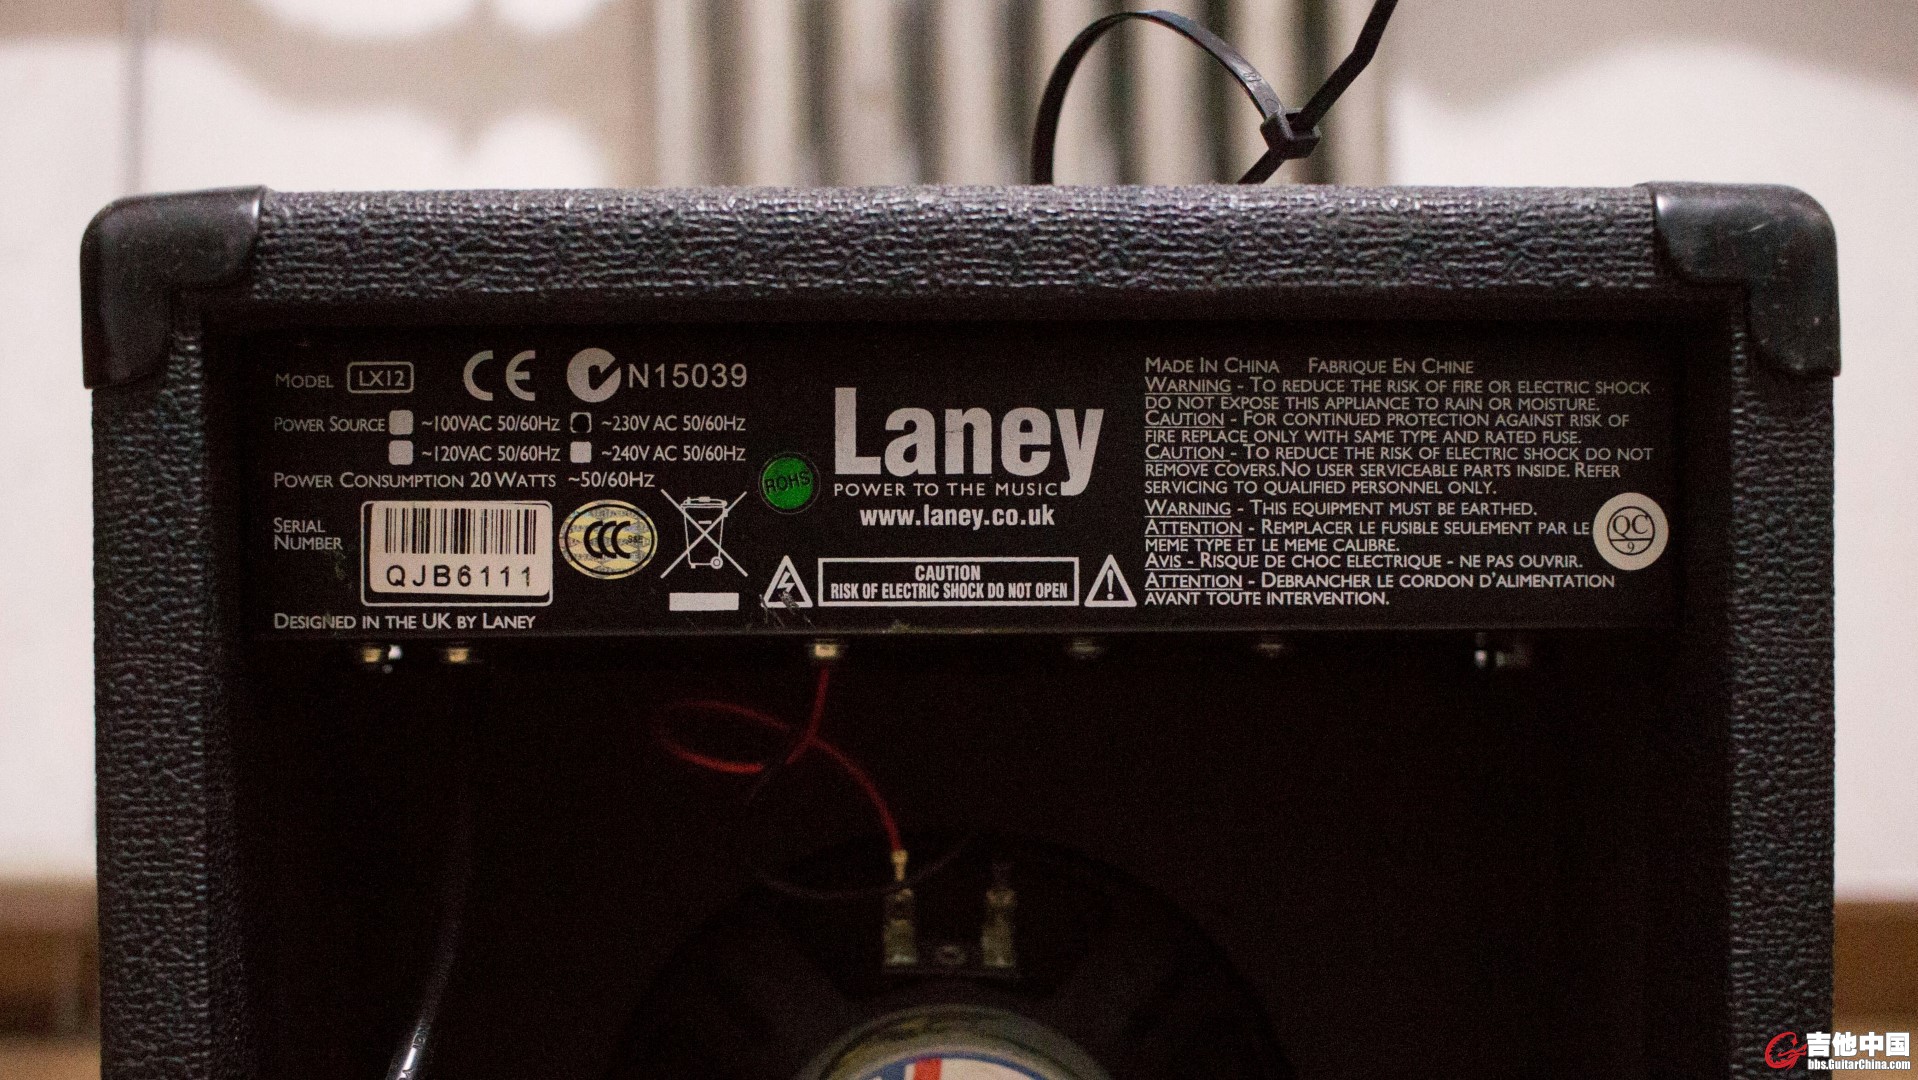 MODEL LX12 CE N15039
POWER SOURCE ~100VAC 50/60HZ ~230V AC 50/60HZ
~120VAC 50/60HZ ~240V AC 50/60HZ
POWER CONSUMPTION 20 WATTS ~50/60HZ
SERIAL
NUMBER
QJB6111
CCC S&E
DESIGNED IN THE UK BY LANEY
ROHS
Laney
POWER TO THE MUSIC
www.laney.co.uk
CAUTION
RISK OF ELECTRIC SHOCK DO NOT OPEN
MADE IN CHINA FABRIQUE EN CHINE
WARNING - TO REDUCE THE RISK OF FIRE OR ELECTRIC SHOCK
DO NOT EXPOSE THIS APPLIANCE TO RAIN OR MOISTURE.
CAUTION - FOR CONTINUED PROTECTION AGAINST RISK OF
FIRE REPLACE ONLY WITH SAME TYPE AND RATED FUSE.
CAUTION - TO REDUCE THE RISK OF ELECTRIC SHOCK DO NOT
REMOVE COVERS.NO USER SERVICEABLE PARTS INSIDE. REFER
SERVICING TO QUALIFIED PERSONNEL ONLY.
WARNING - THIS EQUIPMENT MUST BE EARTHED.
ATTENTION - REMPLACER LE FUSIBLE SEULEMENT PAR LE
MEME TYPE ET LE MEME CALIBRE.
AVIS - RISQUE DE CHOC ELECTRIQUE - NE PAS OUVRIR.
ATTENTION - DEBRANCHER LE CORDON D'ALIMENTATION
AVANT TOUTE INTERVENTION.
QC
9
吉他中国
bbs.GuitarChina.com